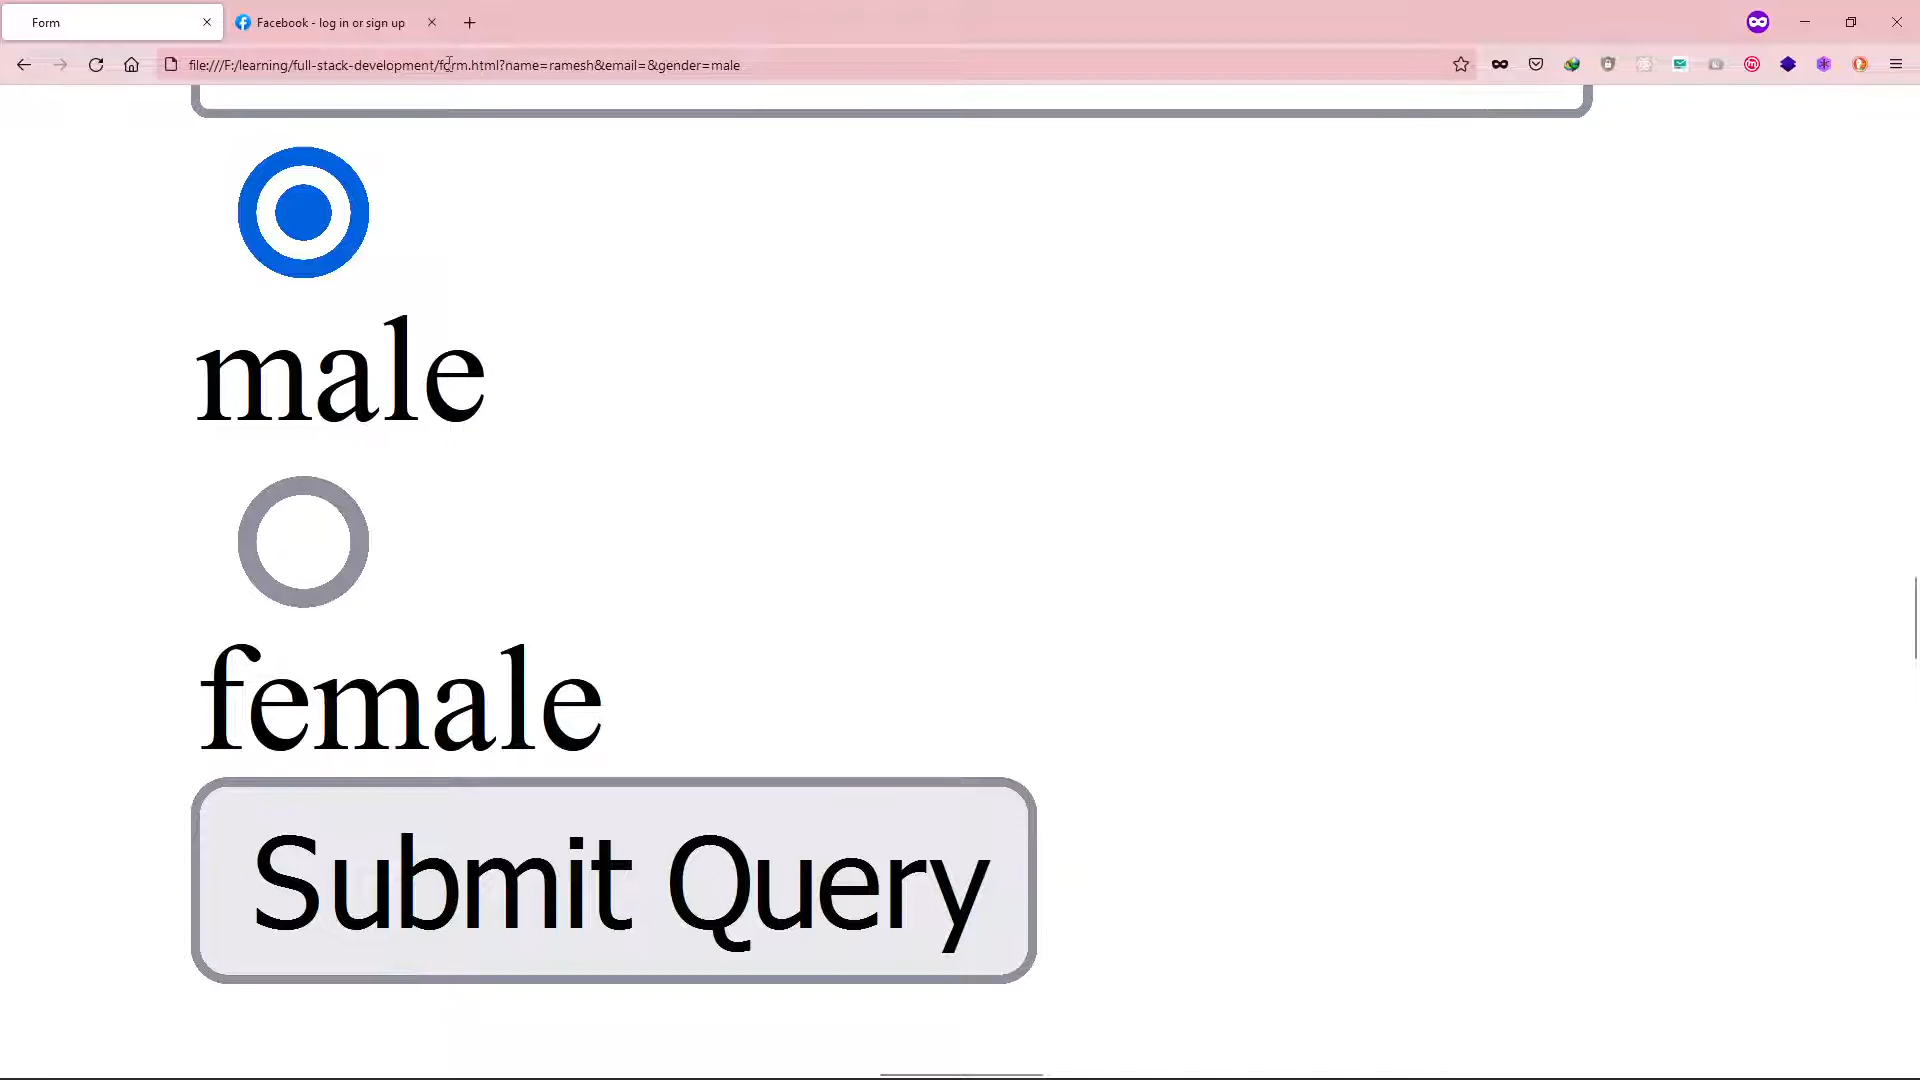 Form
Facebook - log in or sign up
file:///F:/learning/full-stack-development/form.html?name=ramesh&email=&gender=male
male
female
Submit Query